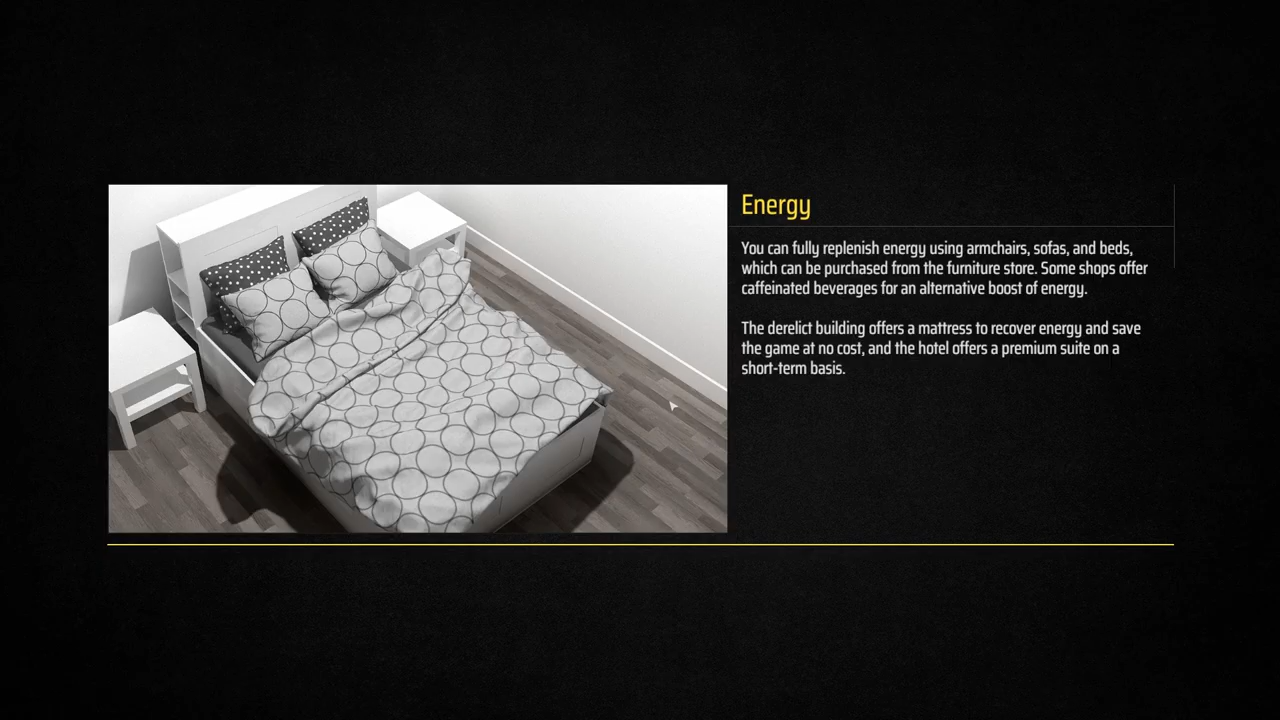 Energy
You can fully replenish energy using armchairs, sofas, and beds,
which can be purchased from the furniture store. Some shops offer
caffeinated beverages for an alternative boost of energy.
The derelict building offers a mattress to recover energy and save
the game at no cost, and the hotel offers a premium suite on a
short-term basis.